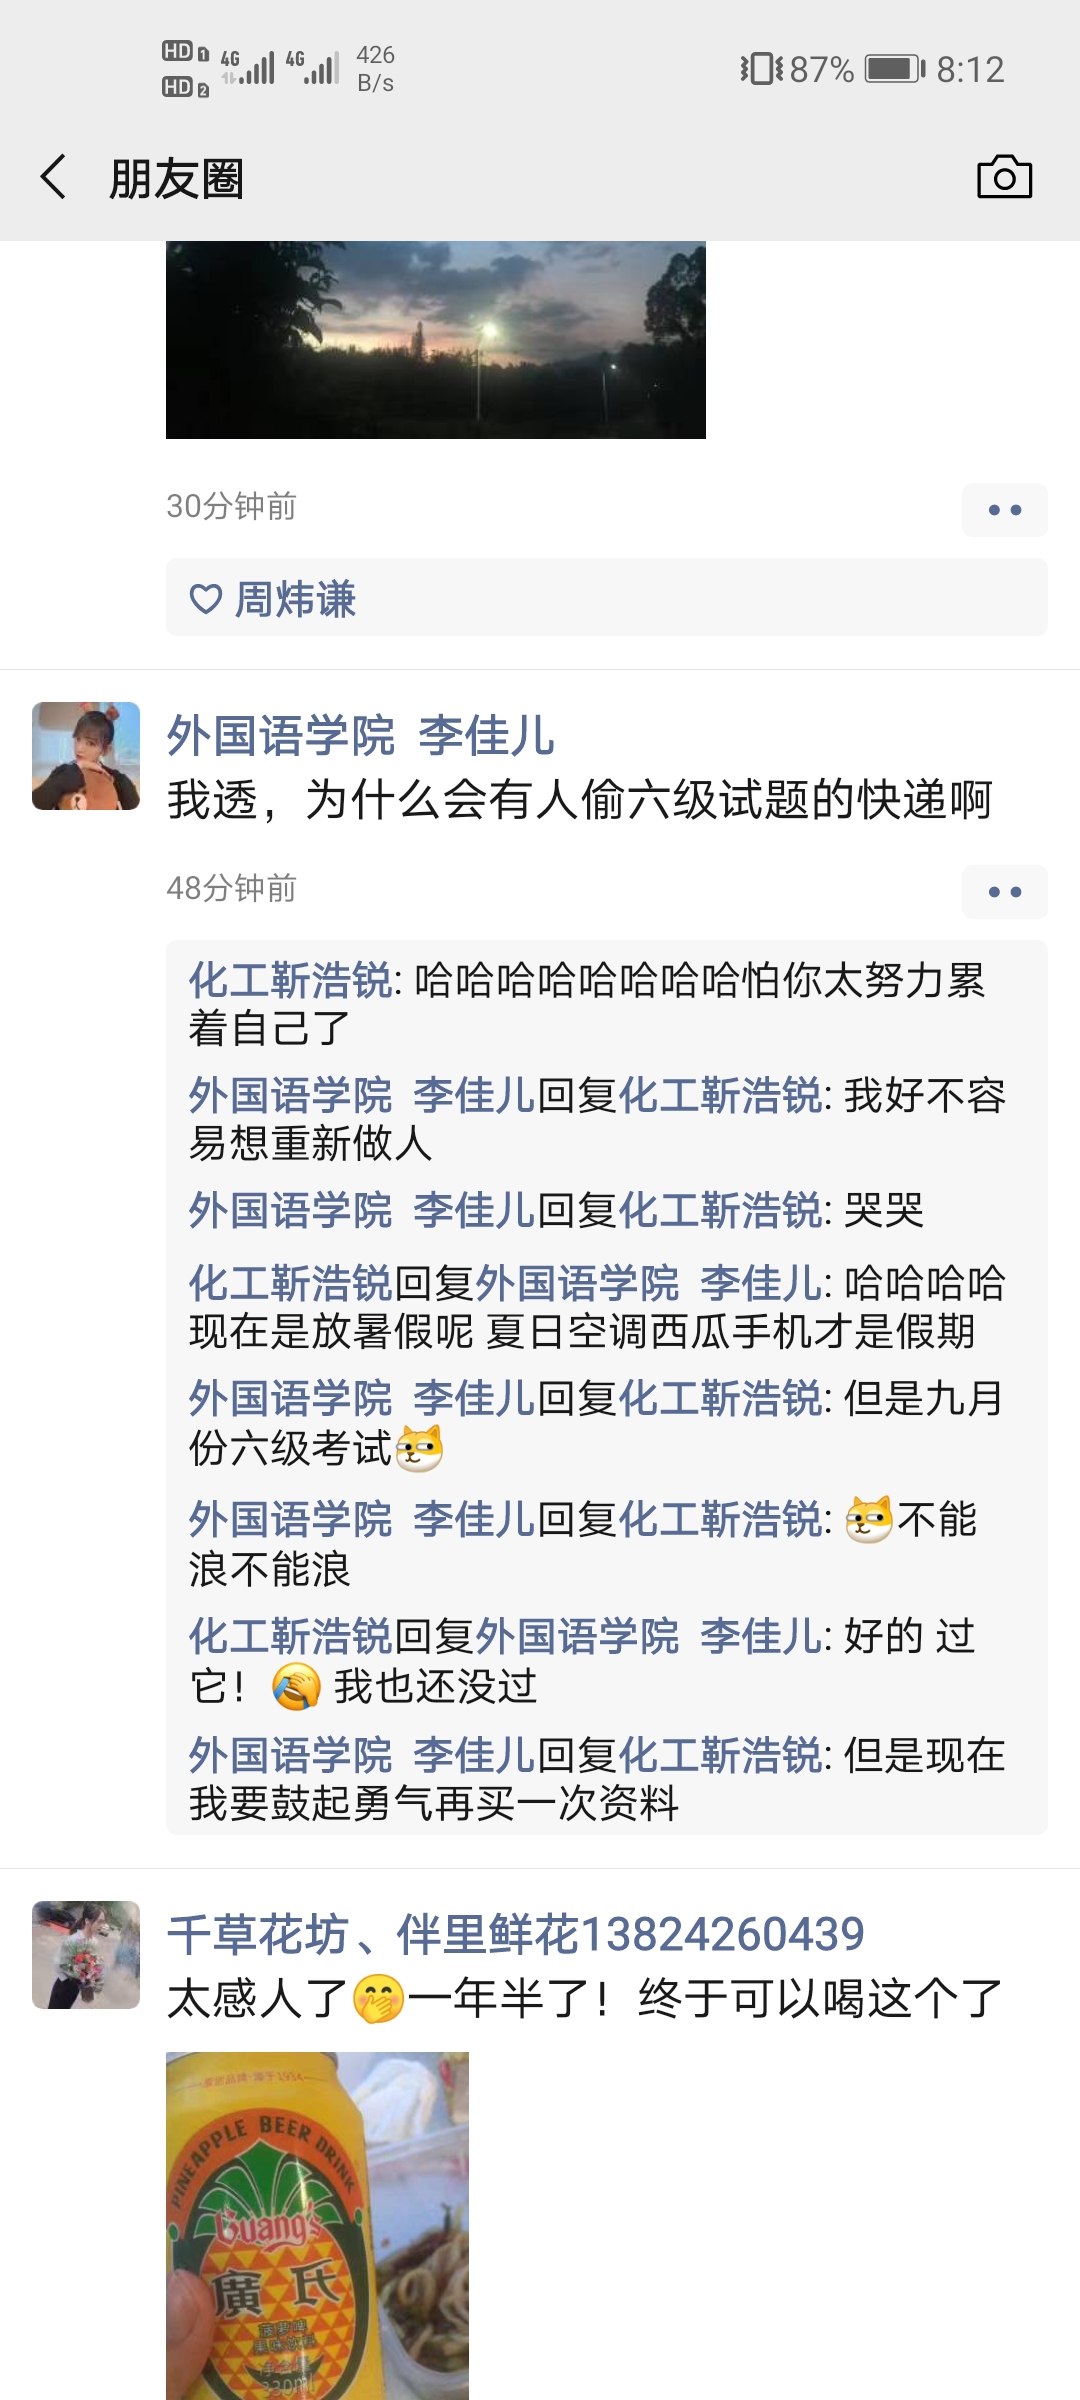 HD 1 4G 4G 426
HD 2 B/s
87% 8:12
朋友圈
30分钟前
周炜谦
外国语学院 李佳儿
我透，为什么会有人偷六级试题的快递啊
48分钟前
化工靳浩锐: 哈哈哈哈哈哈哈哈怕你太努力累
着自己了
外国语学院 李佳儿回复化工靳浩锐: 我好不容
易想重新做人
外国语学院 李佳儿回复化工靳浩锐: 哭哭
化工靳浩锐回复外国语学院 李佳儿: 哈哈哈哈
现在是放暑假呢 夏日空调西瓜手机才是假期
外国语学院 李佳儿回复化工靳浩锐: 但是九月
份六级考试
外国语学院 李佳儿回复化工靳浩锐: 不能
浪不能浪
化工靳浩锐回复外国语学院 李佳儿: 好的 过
它！ 我也还没过
外国语学院 李佳儿回复化工靳浩锐: 但是现在
我要鼓起勇气再买一次资料
千草花坊、伴里鲜花13824260439
太感人了一年半了！终于可以喝这个了
PINEAPPLE BEER DRINK
Guang's
廣氏
菠萝啤
果味饮料
净含量
330ml